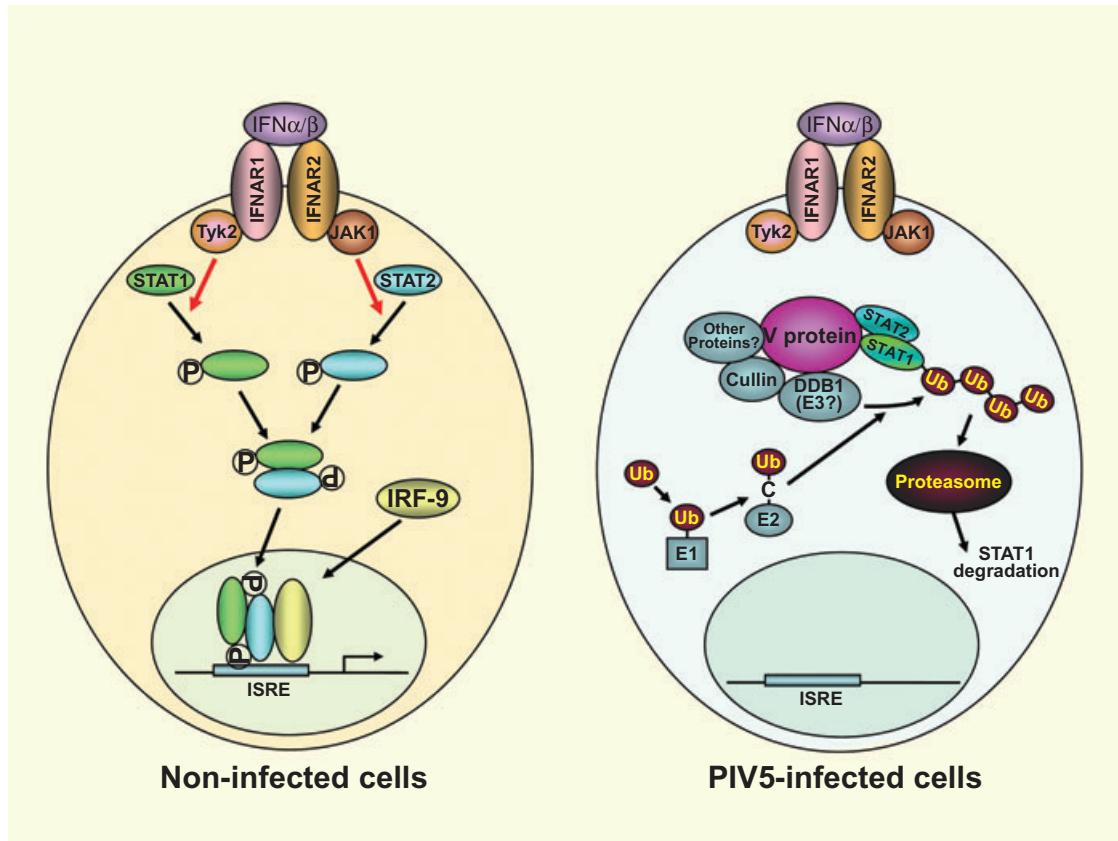 IFNα/β
IFNAR1
IFNAR2
Tyk2
JAK1
STAT1
STAT2
P
P
P
P
IRF-9
P
P
ISRE
Non-infected cells
IFNα/β
IFNAR1
IFNAR2
Tyk2
JAK1
Other
Proteins?
V protein
STAT2
STAT1
Cullin
DDB1
(E3?)
Ub
Ub
Ub
Ub
Ub
Ub
Ub
C
E1
E2
Proteasome
STAT1
degradation
ISRE
PIV5-infected cells